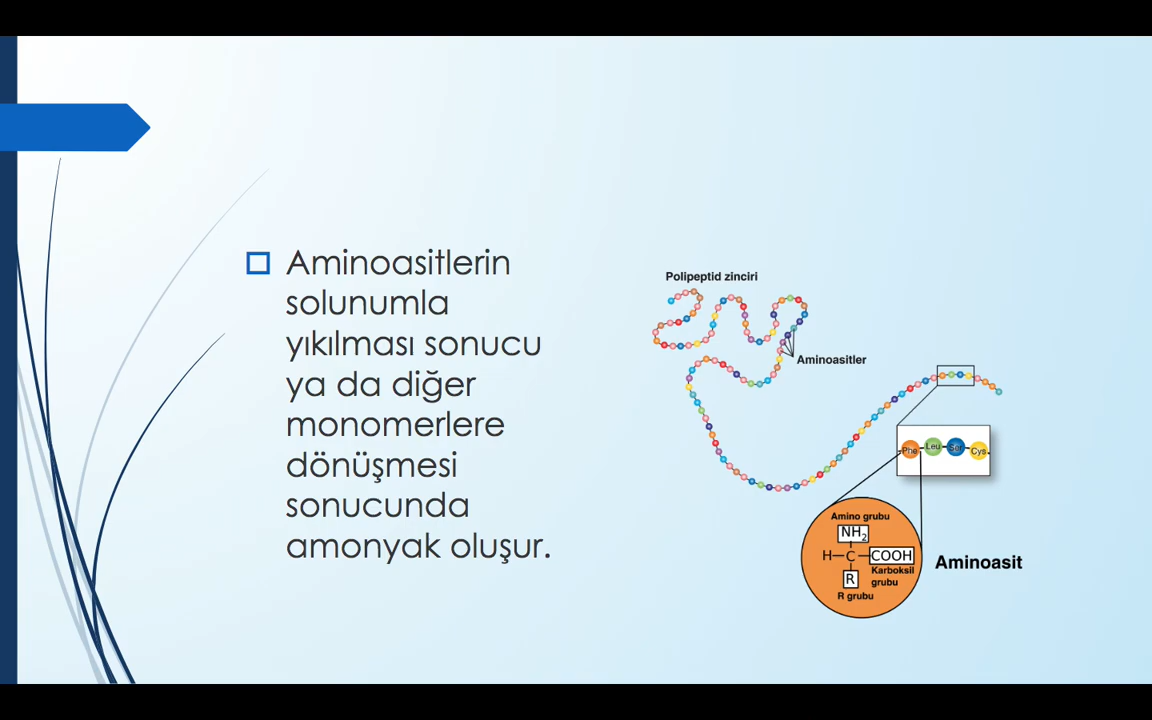 Aminoasitlerin
solunumla
yıkılması sonucu
ya da diğer
monomerlere
dönüşmesi
sonucunda
amonyak oluşur.
Polipeptid zinciri
Aminoasitler
Phe Leu Ser Cys
Amino grubu
NH₂
H C COOH
Karboksil
grubu
R
R grubu
Aminoasit